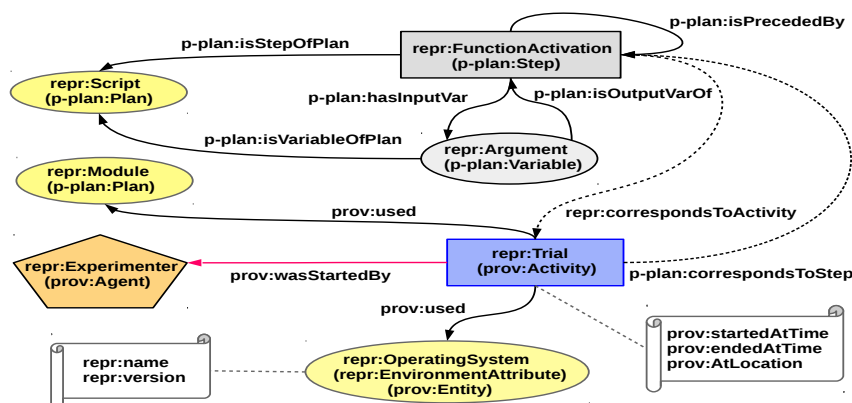 p-plan:isPrecededBy
p-plan:isStepOfPlan
repr:FunctionActivation
(p-plan:Step)
repr:Script
(p-plan:Plan)
p-plan:hasInputVar
p-plan:isOutputVarOf
p-plan:isVariableOfPlan
repr:Argument
(p-plan:Variable)
repr:Module
(p-plan:Plan)
prov:used
repr:correspondsToActivity
repr:Experimenter
(prov:Agent)
prov:wasStartedBy
repr:Trial
(prov:Activity)
p-plan:correspondsToStep
prov:used
repr:name
repr:version
repr:OperatingSystem
(repr:EnvironmentAttribute)
(prov:Entity)
prov:startedAtTime
prov:endedAtTime
prov:AtLocation